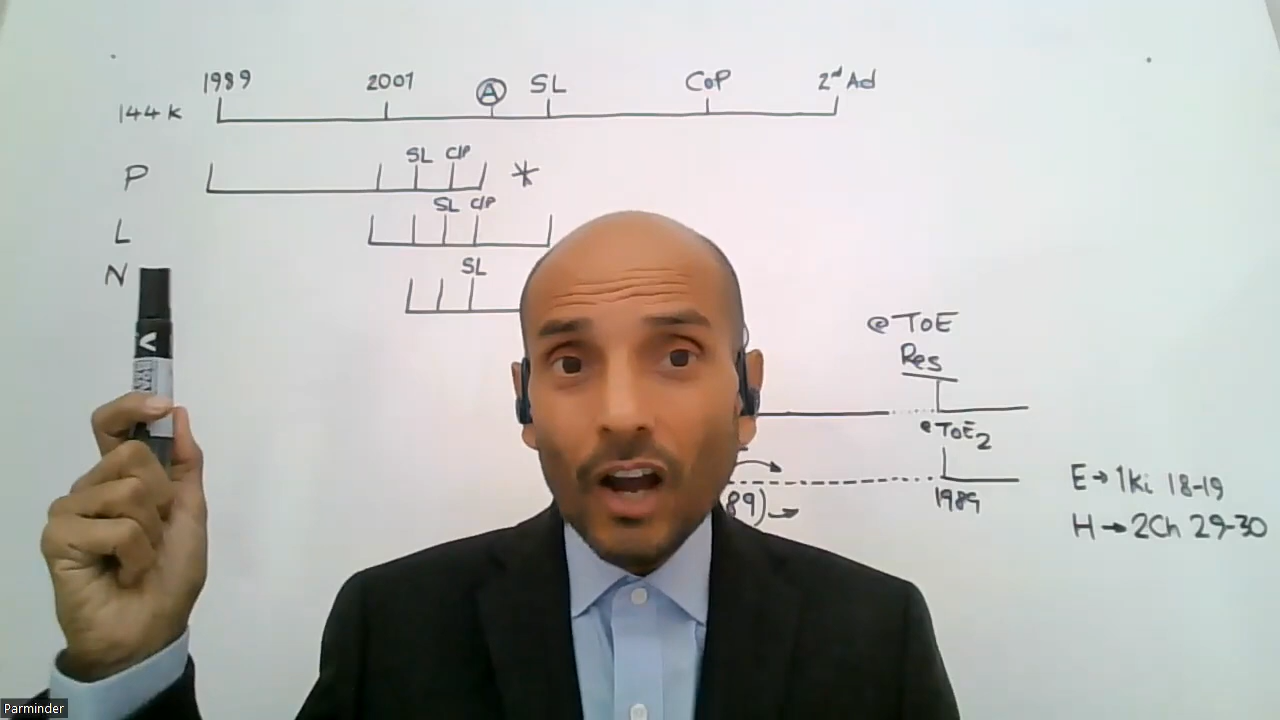 1989 2001 A SL CoP 2nd Ad
144k
P SL C/P *
L SL C/P
N SL
@ToE
Res
@ToE2
89)→ 1989
E→1Ki 18-19
H→2Ch 29-30
Parminder